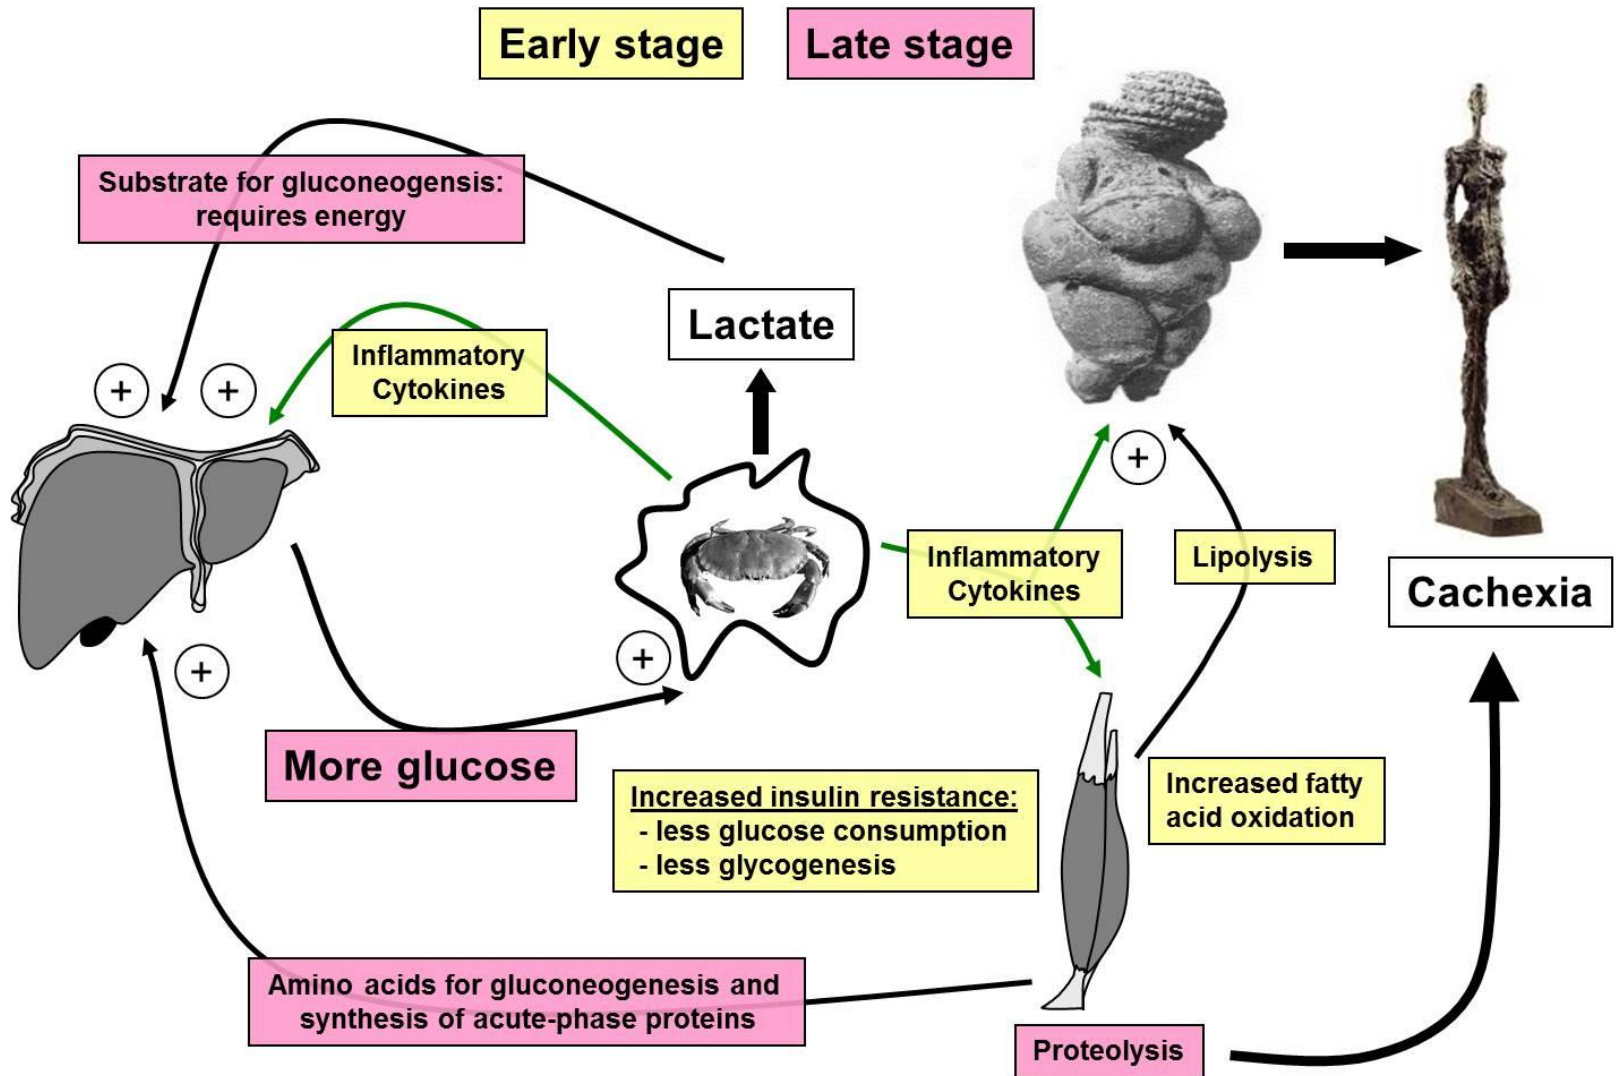 Early stage
Late stage
Substrate for gluconeogensis:
requires energy
Lactate
Inflammatory
Cytokines
+
+
+
Inflammatory
Cytokines
Lipolysis
Cachexia
+
+
More glucose
Increased insulin resistance:
- less glucose consumption
- less glycogenesis
Increased fatty
acid oxidation
Amino acids for gluconeogenesis and
synthesis of acute-phase proteins
Proteolysis